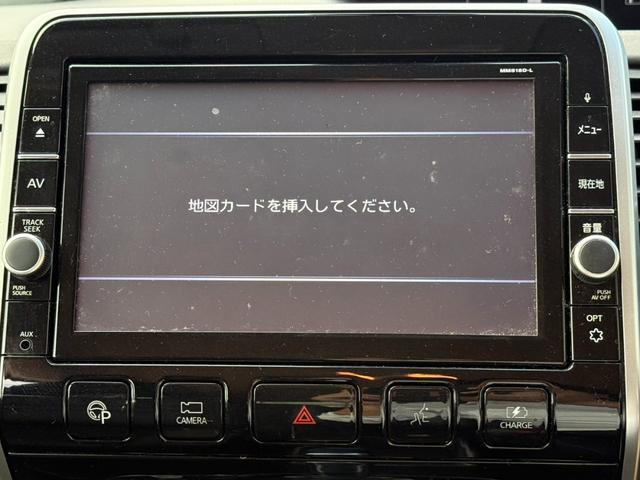 MM818D-L
OPEN
AV
TRACK
SEEK
PUSH
SOURCE
AUX
地図カードを挿入してください。
メニュー
現在地
音量
PUSH
AV OFF
OPT
P
CAMERA
CHARGE